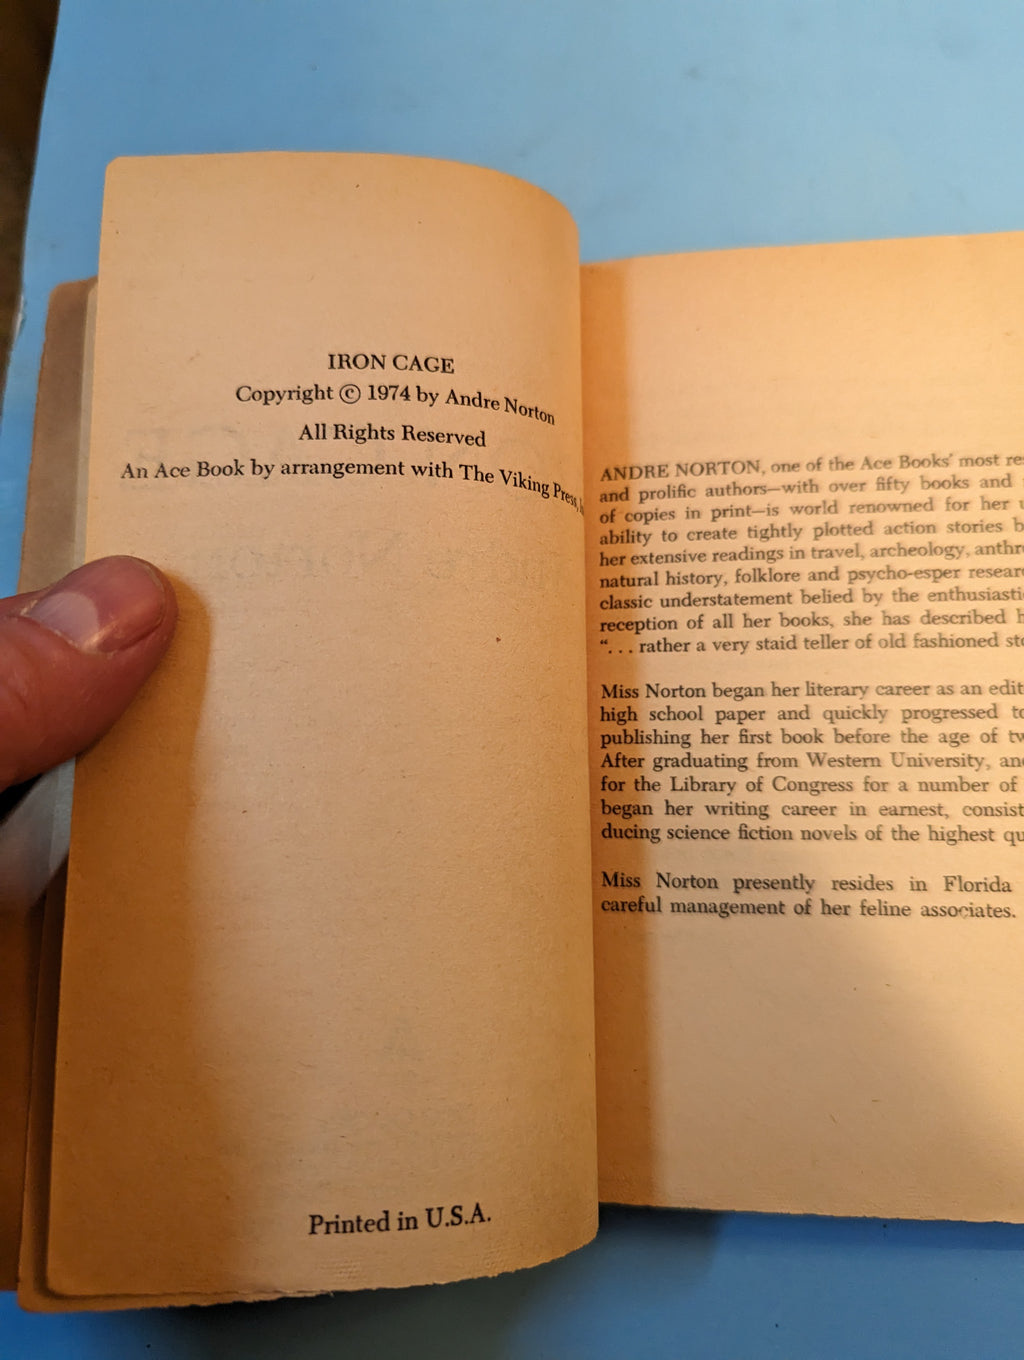 IRON CAGE
Copyright © 1974 by Andre Norton
All Rights Reserved
An Ace Book by arrangement with The Viking Press,
Printed in U.S.A.
ANDRE NORTON, one of the Ace Books' most
and prolific authors—with over fifty books and
of copies in print—is world renowned for her
ability to create tightly plotted action stories
her extensive readings in travel, archeology,
natural history, folklore and psycho-esper
classic understatement belied by the
reception of all her books, she has described
"... rather a very staid teller of old fashioned
Miss Norton began her literary career as an
high school paper and quickly progressed
publishing her first book before the age of
After graduating from Western University,
for the Library of Congress for a number of
began her writing career in earnest,
ducing science fiction novels of the highest
Miss Norton presently resides in Florida
careful management of her feline associates.